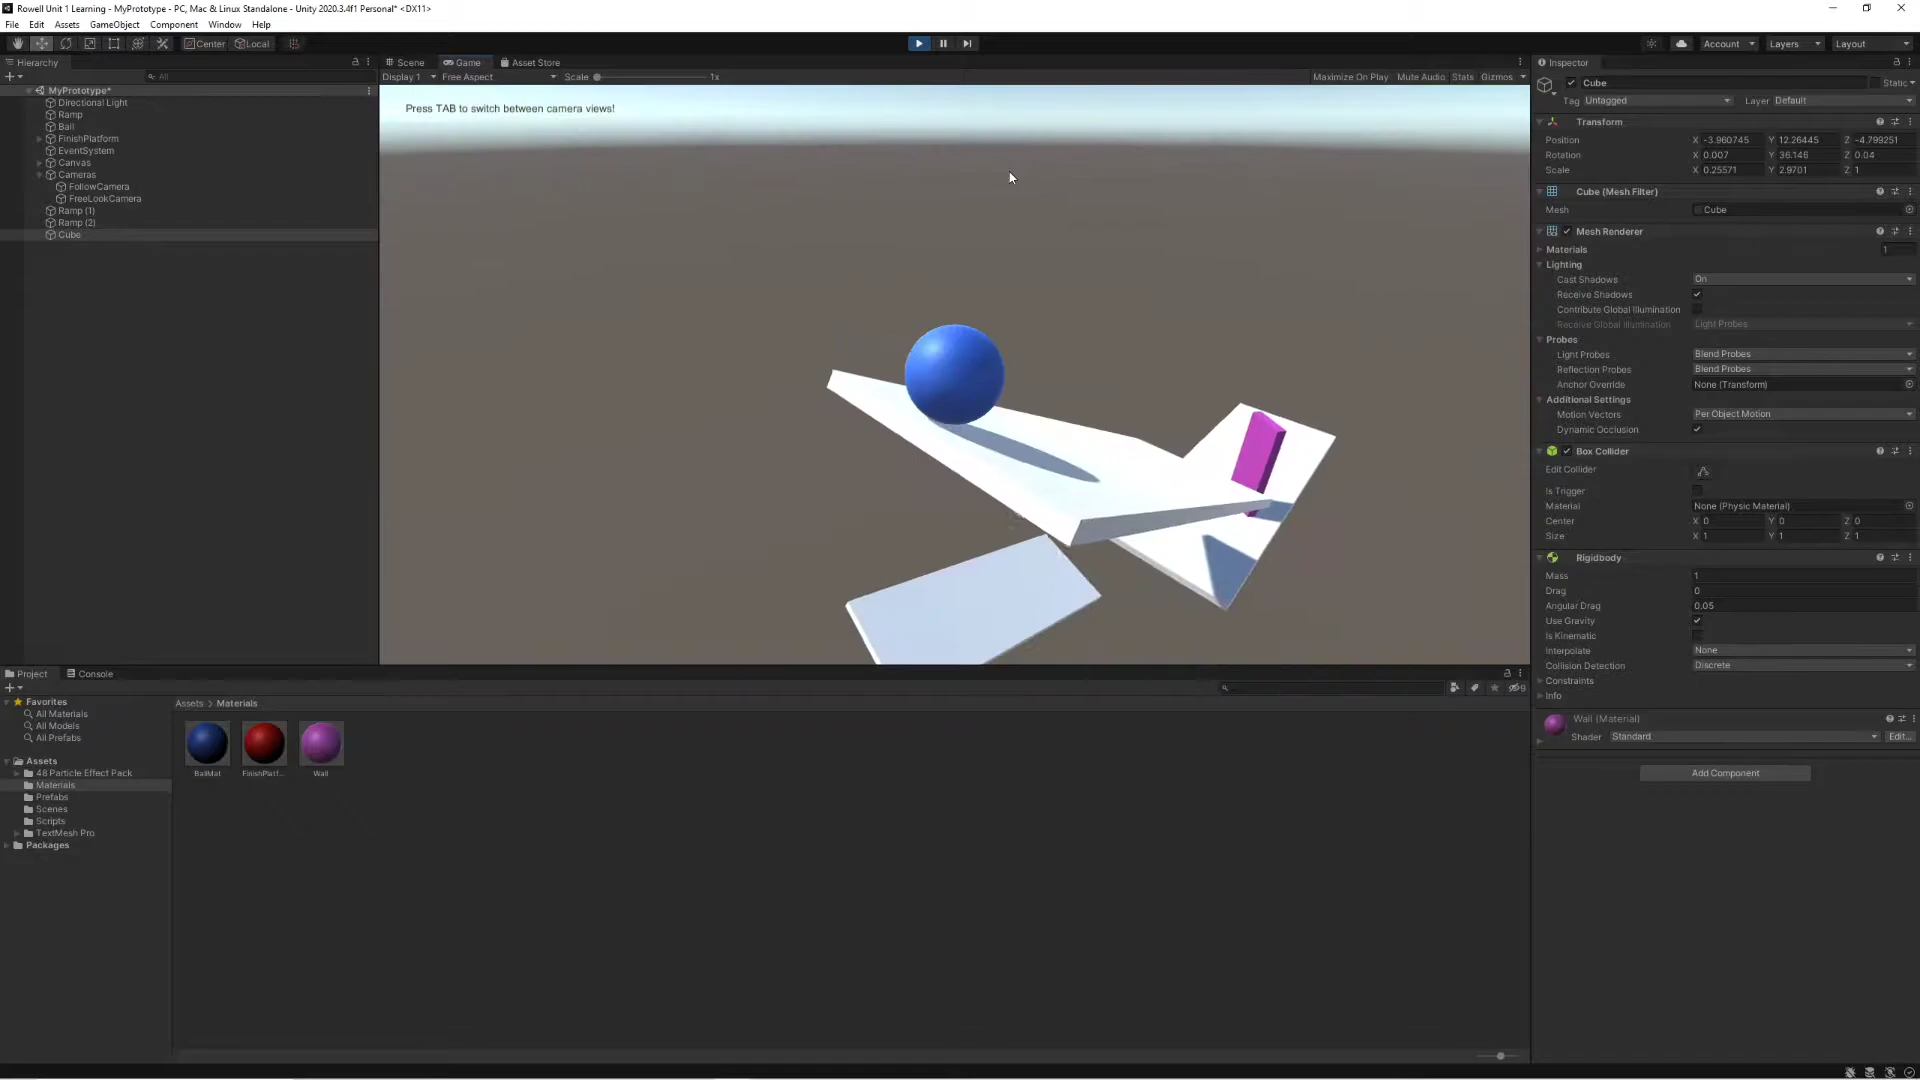 Rowell Unit 1 Learning - MyPrototype - PC, Mac & Linux Standalone - Unity 2020.3.4f1 Personal* <DX11>
File Edit Assets GameObject Component Window Help
Center Local
Account Layers Layout
Hierarchy
All
MyPrototype*
Directional Light
Ramp
Ball
FinishPlatform
EventSystem
Canvas
Cameras
FollowCamera
FreeLookCamera
Ramp (1)
Ramp (2)
Cube
Scene Game Asset Store
Display 1 Free Aspect Scale 1x Maximize On Play Mute Audio Stats Gizmos
Press TAB to switch between camera views!
Project Console
9
Favorites
All Materials
All Models
All Prefabs
Assets
48 Particle Effect Pack
Materials
Prefabs
Scenes
Scripts
TextMesh Pro
Packages
Assets > Materials
BallMat FinishPlatf... Wall
Inspector
Cube Static
Tag Untagged Layer Default
Transform
Position X -3.960745 Y 12.26445 Z -4.799251
Rotation X 0.007 Y 36.146 Z 0.04
Scale X 0.25571 Y 2.9701 Z 1
Cube (Mesh Filter)
Mesh Cube
Mesh Renderer
Materials 1
Lighting
Cast Shadows On
Receive Shadows
Contribute Global Illumination
Receive Global Illumination Light Probes
Probes
Light Probes Blend Probes
Reflection Probes Blend Probes
Anchor Override None (Transform)
Additional Settings
Motion Vectors Per Object Motion
Dynamic Occlusion
Box Collider
Edit Collider
Is Trigger
Material None (Physic Material)
Center X 0 Y 0 Z 0
Size X 1 Y 1 Z 1
Rigidbody
Mass 1
Drag 0
Angular Drag 0.05
Use Gravity
Is Kinematic
Interpolate None
Collision Detection Discrete
Constraints
Info
Wall (Material)
Shader Standard Edit...
Add Component